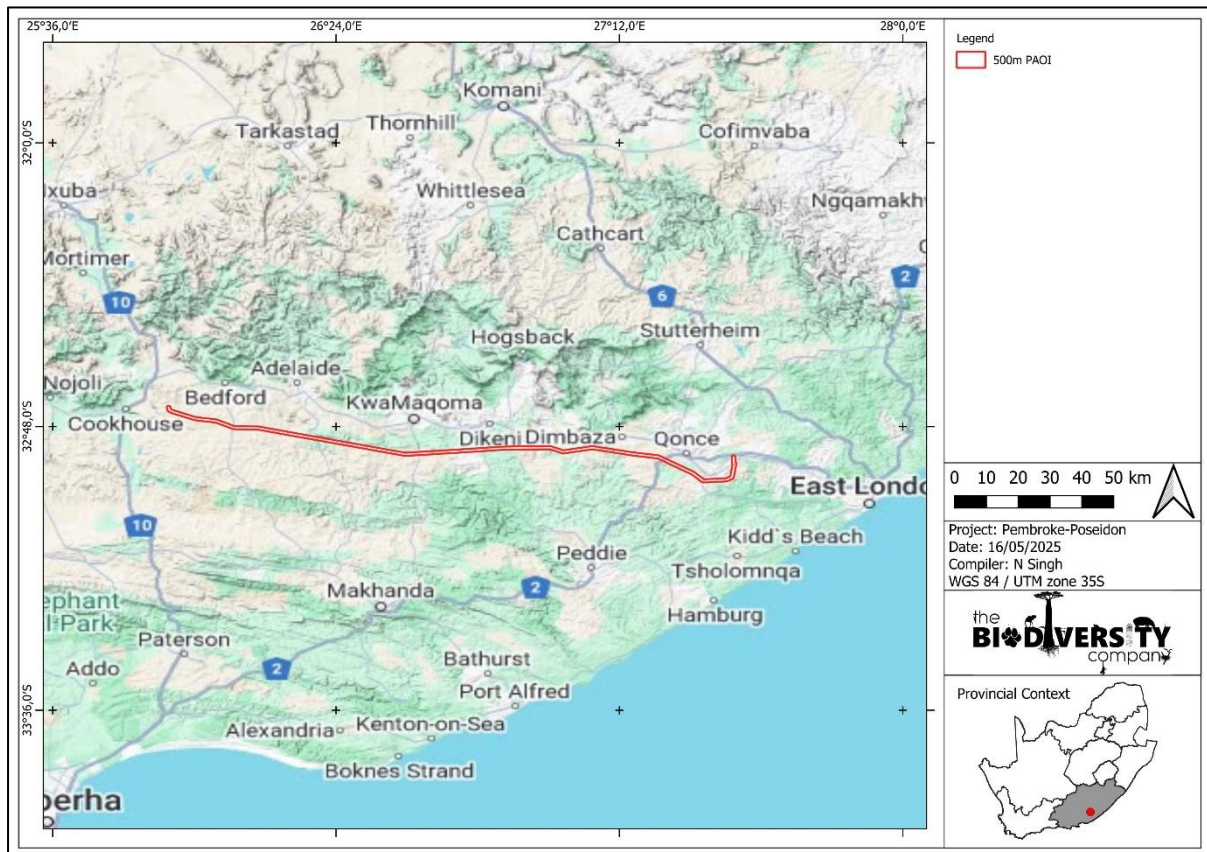 25°36,0'E
26°24,0'E
27°12,0'E
28°0,0'E
32°0,0'S
32°48,0'S
33°36,0'S
Komani
Tarkastad
Thornhill
Cofimvaba
Ixuba
Whittlesea
Ngqamakhw
Cathcart
Mortimer
2
10
6
Stutterheim
Hogsback
Nojoli
Adelaide
Bedford
KwaMaqoma
Cookhouse
Dikeni
Dimbaza
Qonce
East Londo
10
Peddie
Kidd`s Beach
Tsholomnqa
Makhanda
2
Hamburg
ephant
l Park
Paterson
2
Addo
Bathurst
Port Alfred
Alexandria
Kenton-on-Sea
Boknes Strand
berha
Legend
500m PAOI
0 10 20 30 40 50 km
Project: Pembroke-Poseidon
Date: 16/05/2025
Compiler: N Singh
WGS 84 / UTM zone 35S
the
BIODIVERSITY
company
Provincial Context